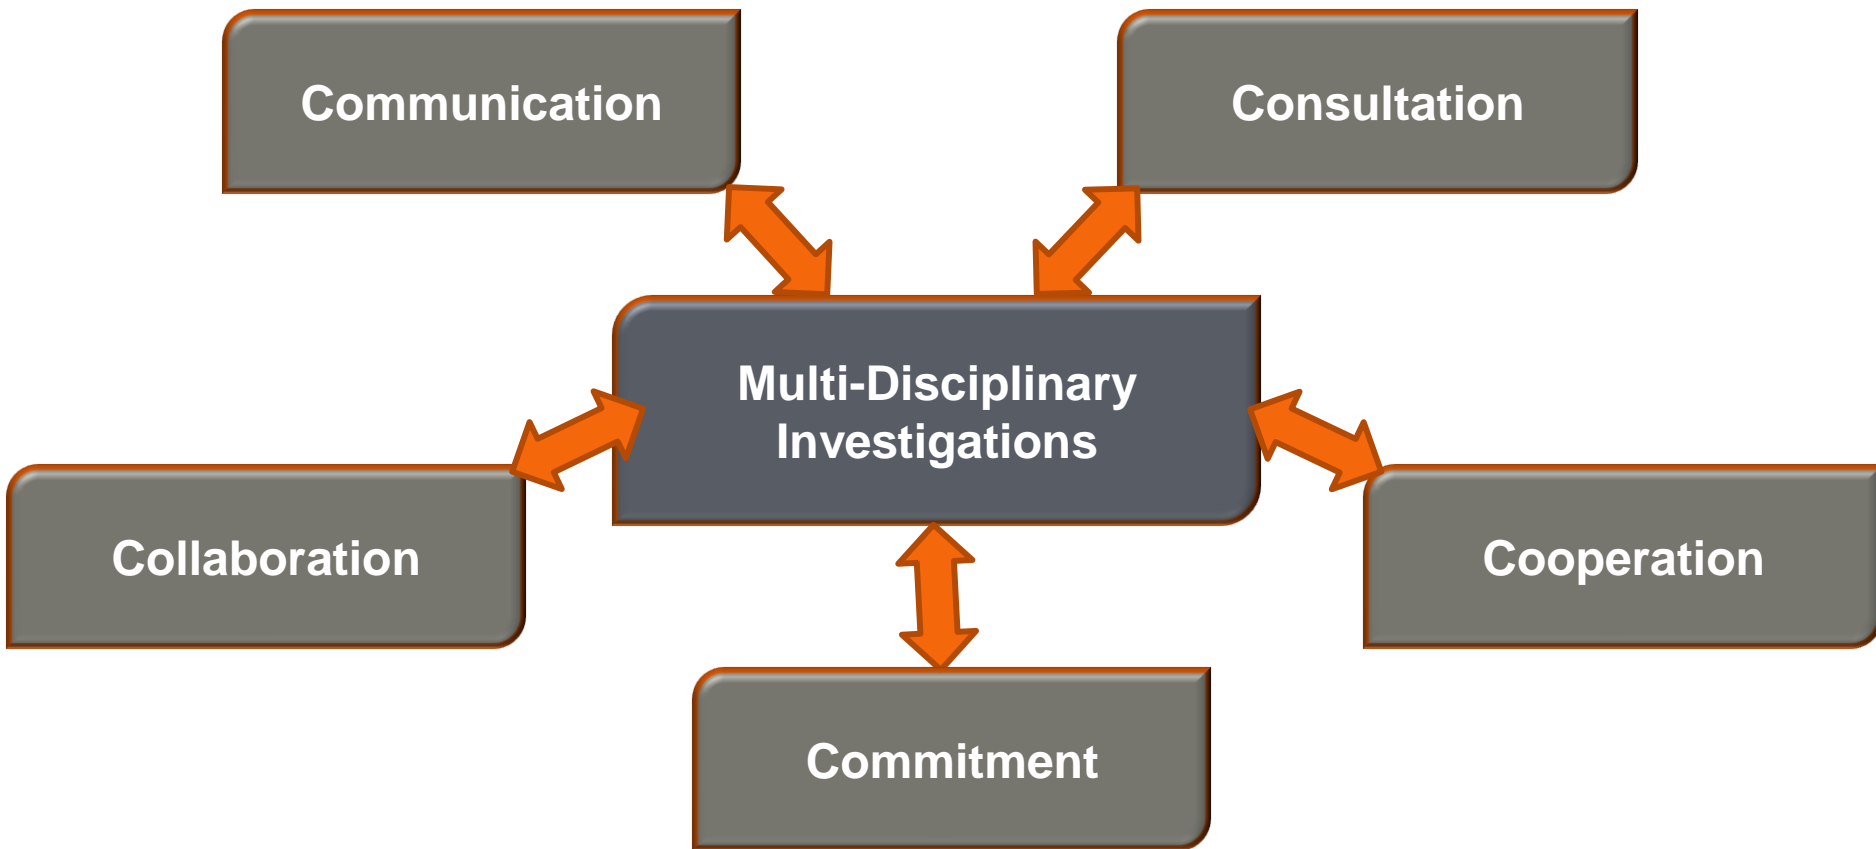 Communication
Consultation
Multi-Disciplinary
Investigations
Collaboration
Cooperation
Commitment